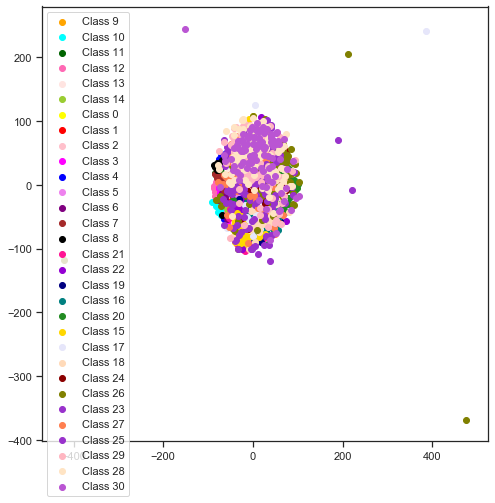 Class 9
Class 10
Class 11
Class 12
Class 13
Class 14
Class 0
Class 1
Class 2
Class 3
Class 4
Class 5
Class 6
Class 7
Class 8
Class 21
Class 22
Class 19
Class 16
Class 20
Class 15
Class 17
Class 18
Class 24
Class 26
Class 23
Class 27
Class 25
Class 29
Class 28
Class 30
200
100
0
−100
−200
−300
−400
−400
−200
0
200
400